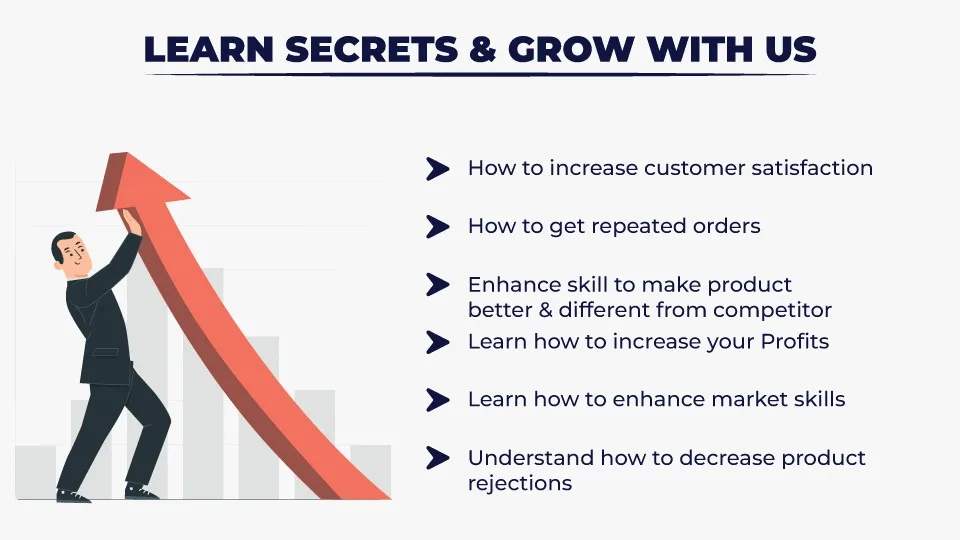 LEARN SECRETS & GROW WITH US
How to increase customer satisfaction
How to get repeated orders
Enhance skill to make product
better & different from competitor
Learn how to increase your Profits
Learn how to enhance market skills
Understand how to decrease product
rejections